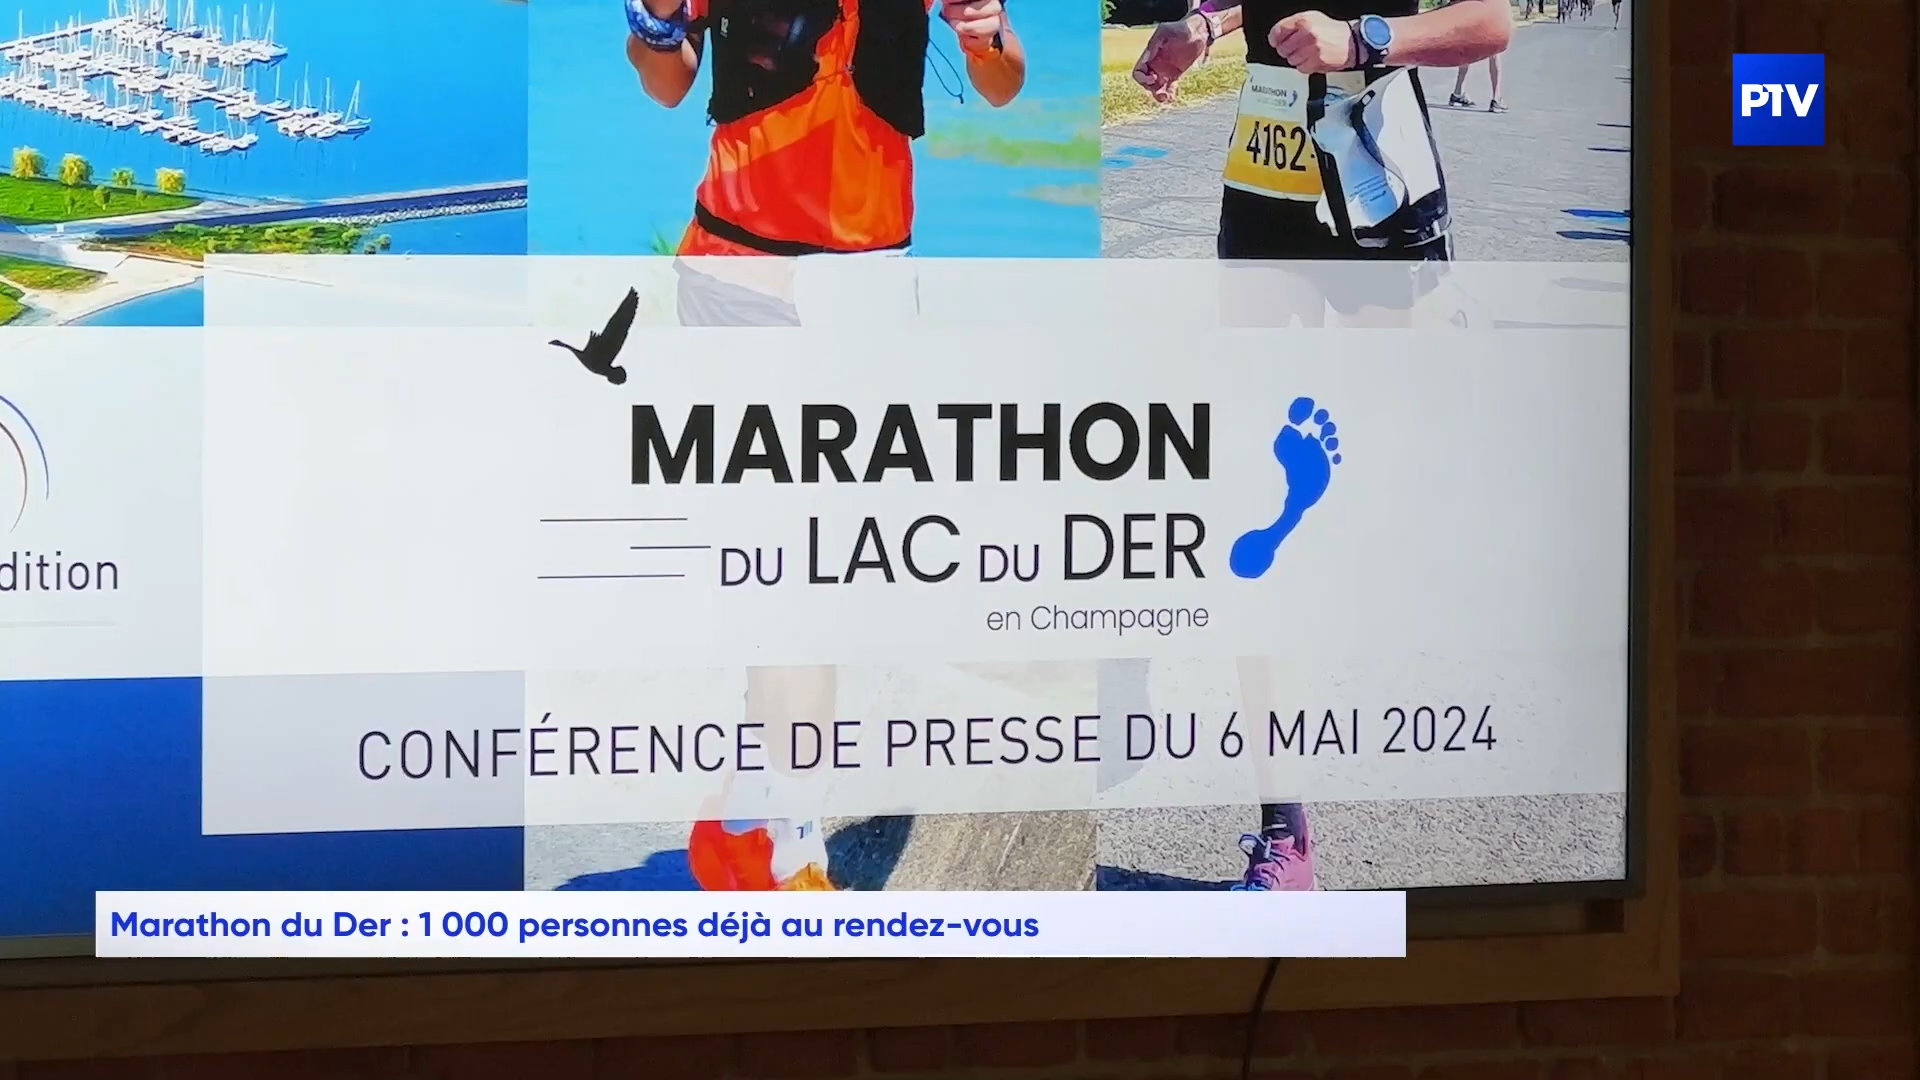 PTV
MARATHON
DER
4162
MARATHON
DU LAC DU DER
en Champagne
dition
CONFÉRENCE DE PRESSE DU 6 MAI 2024
Marathon du Der : 1 000 personnes déjà au rendez-vous